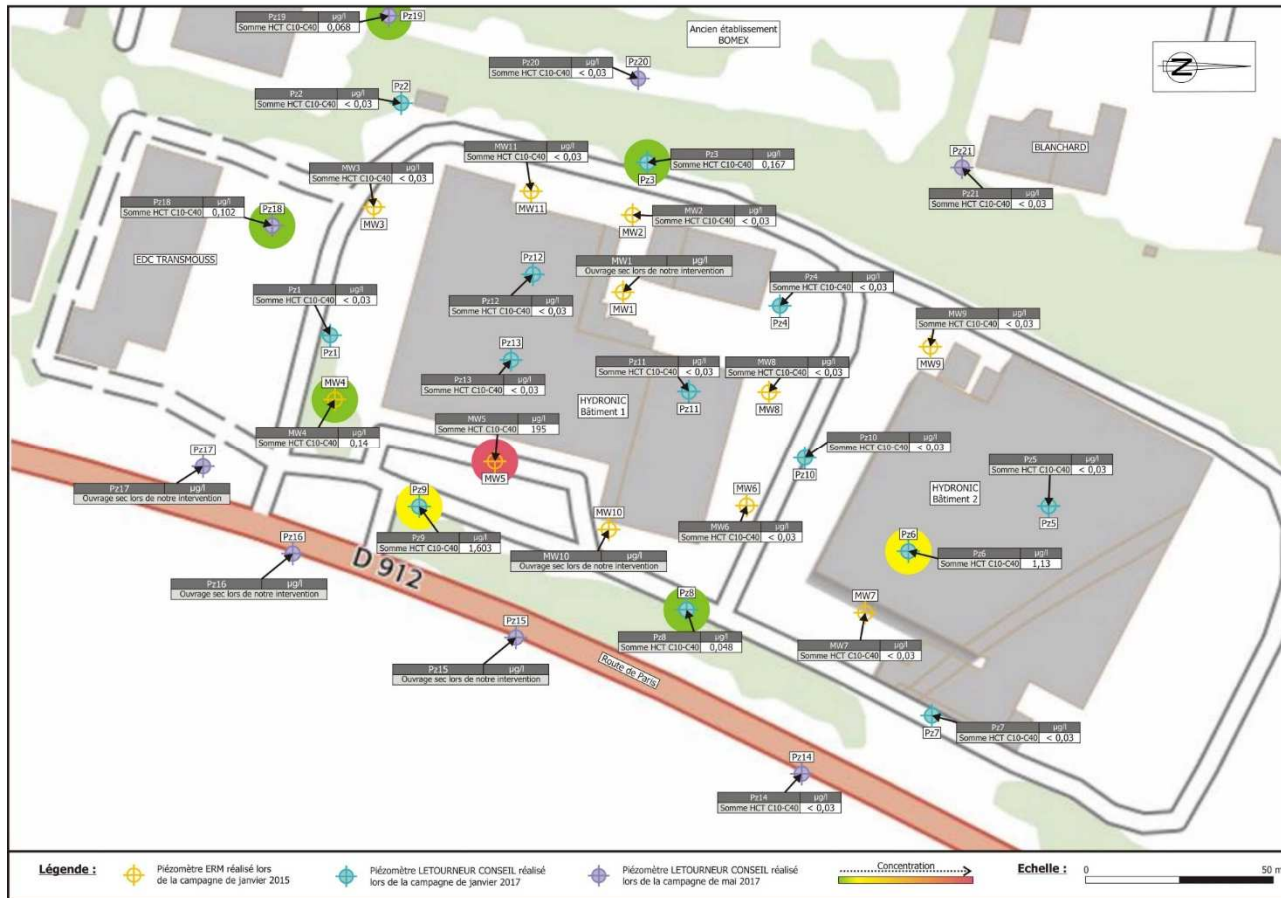 Pz19 µg/l
Somme HCT C10-C40 0,068
Pz19
Ancien établissement
BOMEX
N
Pz20 µg/l
Somme HCT C10-C40 < 0,03
Pz20
Pz2 µg/l
Somme HCT C10-C40 < 0,03
Pz2
MW11 µg/l
Somme HCT C10-C40 < 0,03
MW11
Pz3 µg/l
Somme HCT C10-C40 0,167
Pz3
Pz21
BLANCHARD
Pz21 µg/l
Somme HCT C10-C40 < 0,03
MW3 µg/l
Somme HCT C10-C40 < 0,03
MW3
Pz18 µg/l
Somme HCT C10-C40 0,102
Pz18
MW2 µg/l
Somme HCT C10-C40 < 0,03
MW2
EDC TRANSMOUSS
Pz12
Pz12 µg/l
Somme HCT C10-C40 < 0,03
MW1 µg/l
Ouvrage sec lors de notre intervention
MW1
Pz4 µg/l
Somme HCT C10-C40 < 0,03
Pz4
Pz1 µg/l
Somme HCT C10-C40 < 0,03
Pz1
MW9 µg/l
Somme HCT C10-C40 < 0,03
MW9
Pz13
Pz13 µg/l
Somme HCT C10-C40 < 0,03
Pz11 µg/l
Somme HCT C10-C40 < 0,03
Pz11
MW8 µg/l
Somme HCT C10-C40 < 0,03
MW8
MW4
MW4 µg/l
Somme HCT C10-C40 0,14
HYDRONIC
Bâtiment 1
MW5 µg/l
Somme HCT C10-C40 195
MW5
Pz10 µg/l
Somme HCT C10-C40 < 0,03
Pz10
Pz17
Pz17 µg/l
Ouvrage sec lors de notre intervention
Pz5 µg/l
Somme HCT C10-C40 < 0,03
Pz5
HYDRONIC
Bâtiment 2
Pz9
Pz9 µg/l
Somme HCT C10-C40 1,603
MW10
MW10 µg/l
Ouvrage sec lors de notre intervention
MW6
MW6 µg/l
Somme HCT C10-C40 < 0,03
Pz6
Pz6 µg/l
Somme HCT C10-C40 1,13
Pz16
Pz16 µg/l
Ouvrage sec lors de notre intervention
D 912
Pz8
Pz8 µg/l
Somme HCT C10-C40 0,048
MW7
MW7 µg/l
Somme HCT C10-C40 < 0,03
Pz15
Pz15 µg/l
Ouvrage sec lors de notre intervention
Route de Paris
Pz7
Pz7 µg/l
Somme HCT C10-C40 < 0,03
Pz14
Pz14 µg/l
Somme HCT C10-C40 < 0,03
Légende :
Piézomètre ERM réalisé lors
de la campagne de janvier 2015
Piézomètre LETOURNEUR CONSEIL réalisé
lors de la campagne de janvier 2017
Piézomètre LETOURNEUR CONSEIL réalisé
lors de la campagne de mai 2017
Concentration
Echelle :
0 50 m